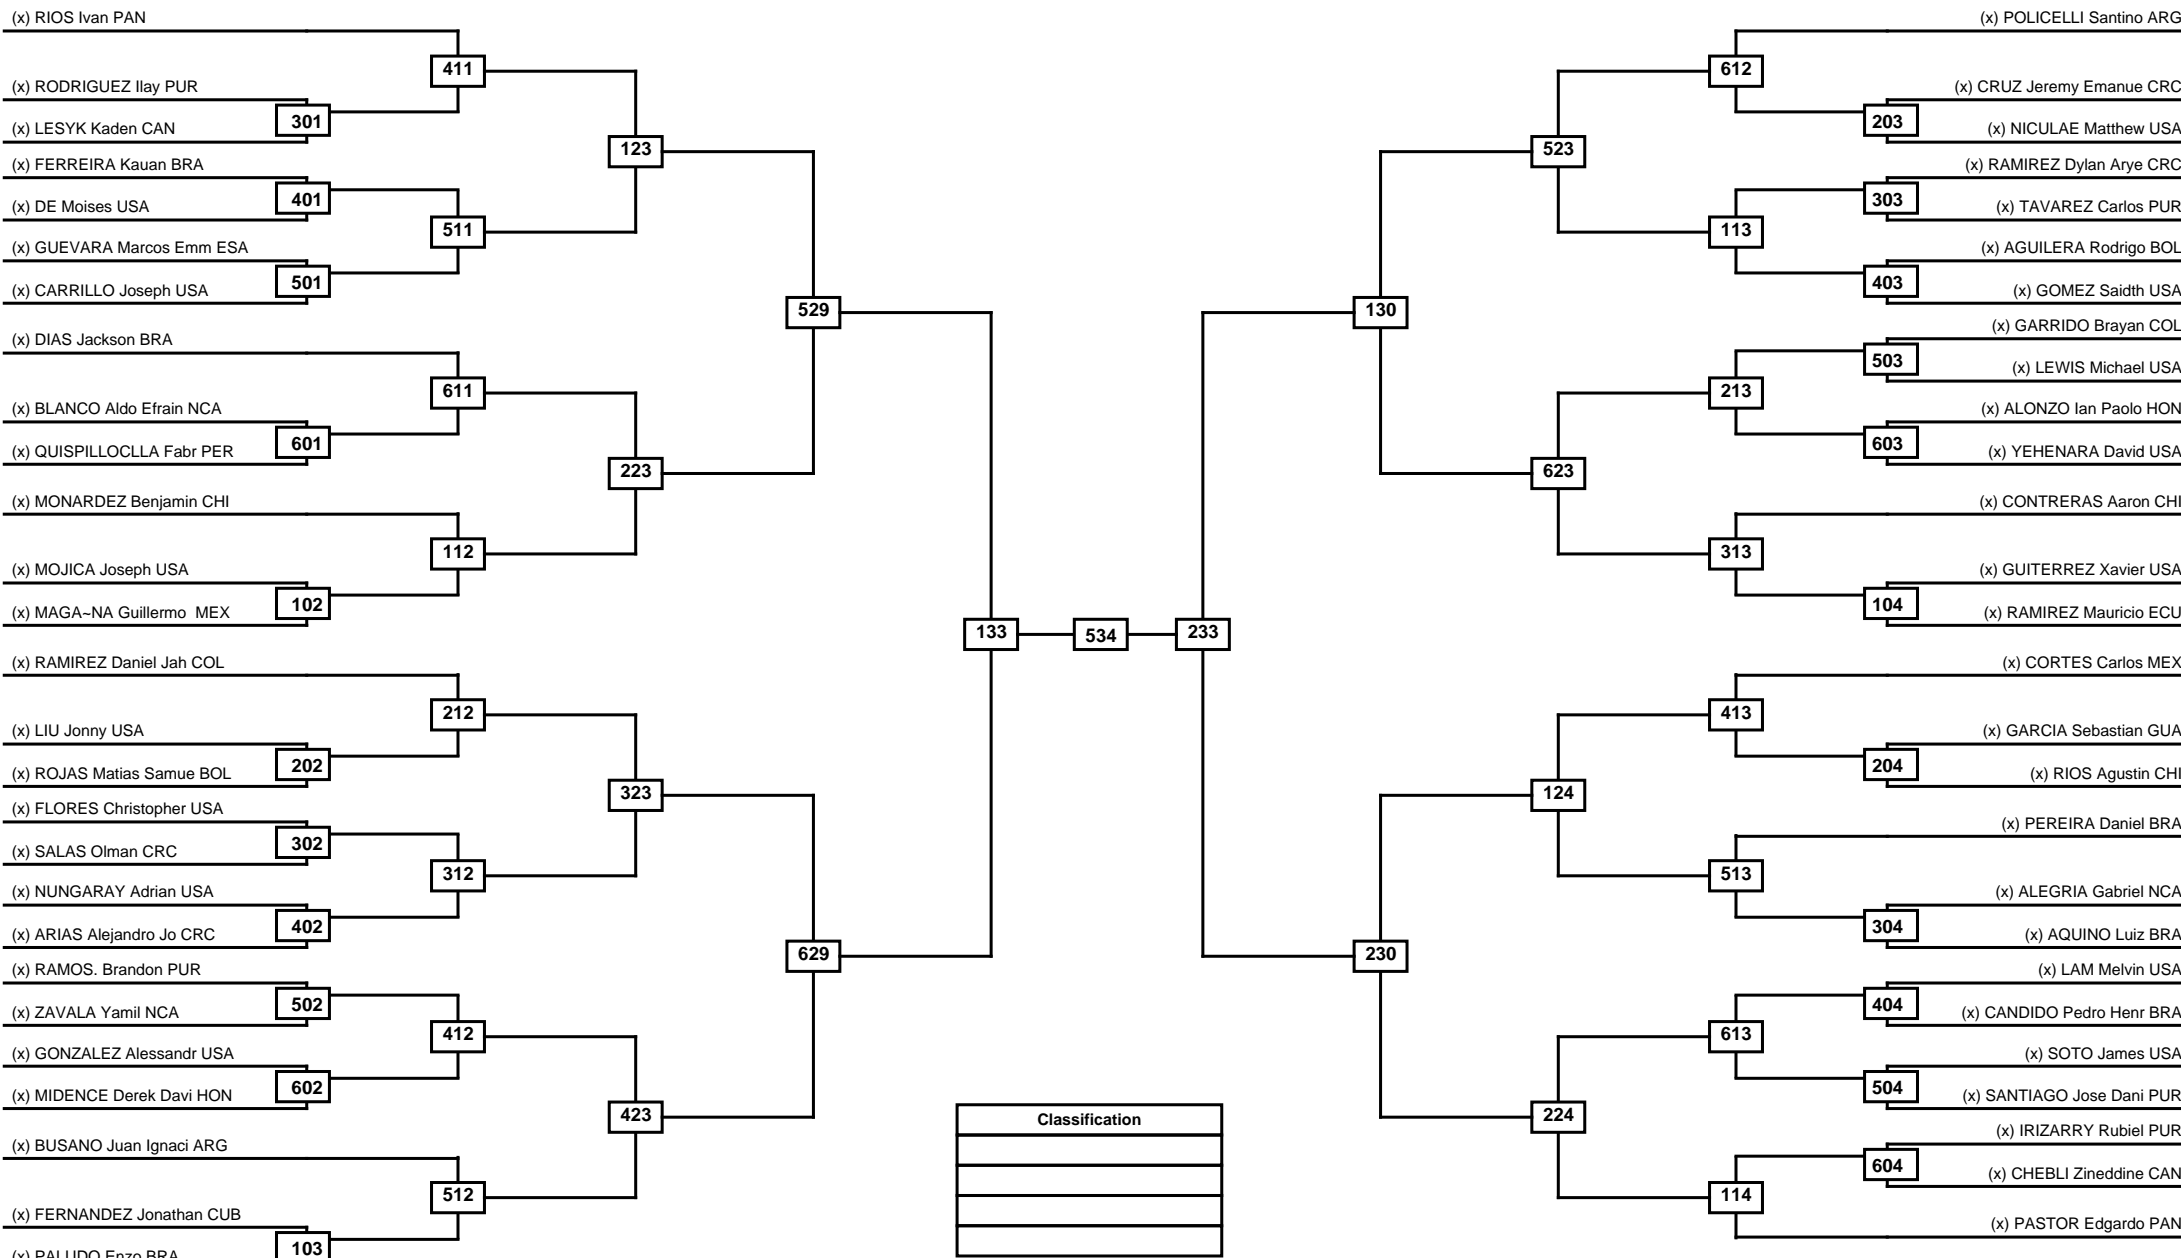 (x) RIOS Ivan PAN
411
(x) RODRIGUEZ Ilay PUR
301
(x) LESYK Kaden CAN
123
(x) FERREIRA Kauan BRA
401
(x) DE Moises USA
511
(x) GUEVARA Marcos Emm ESA
501
(x) CARRILLO Joseph USA
529
(x) DIAS Jackson BRA
611
(x) BLANCO Aldo Efrain NCA
601
(x) QUISPILLOCLLA Fabr PER
223
(x) MONARDEZ Benjamin CHI
112
(x) MOJICA Joseph USA
102
(x) MAGA~NA Guillermo  MEX
133
534
233
(x) RAMIREZ Daniel Jah COL
212
(x) LIU Jonny USA
202
(x) ROJAS Matias Samue BOL
323
(x) FLORES Christopher USA
302
(x) SALAS Olman CRC
312
(x) NUNGARAY Adrian USA
402
(x) ARIAS Alejandro Jo CRC
629
(x) RAMOS. Brandon PUR
502
(x) ZAVALA Yamil NCA
412
(x) GONZALEZ Alessandr USA
602
(x) MIDENCE Derek Davi HON
423
(x) BUSANO Juan Ignaci ARG
512
(x) FERNANDEZ Jonathan CUB
103
(x) PALUDO Enzo BRA
Classification
(x) POLICELLI Santino ARG
612
(x) CRUZ Jeremy Emanue CRC
203
(x) NICULAE Matthew USA
523
(x) RAMIREZ Dylan Arye CRC
303
(x) TAVAREZ Carlos PUR
113
(x) AGUILERA Rodrigo BOL
403
(x) GOMEZ Saidth USA
130
(x) GARRIDO Brayan COL
503
(x) LEWIS Michael USA
213
(x) ALONZO Ian Paolo HON
603
(x) YEHENARA David USA
623
(x) CONTRERAS Aaron CHI
313
(x) GUITERREZ Xavier USA
104
(x) RAMIREZ Mauricio ECU
(x) CORTES Carlos MEX
413
(x) GARCIA Sebastian GUA
204
(x) RIOS Agustin CHI
124
(x) PEREIRA Daniel BRA
513
(x) ALEGRIA Gabriel NCA
304
(x) AQUINO Luiz BRA
230
(x) LAM Melvin USA
404
(x) CANDIDO Pedro Henr BRA
613
(x) SOTO James USA
504
(x) SANTIAGO Jose Dani PUR
224
(x) IRIZARRY Rubiel PUR
604
(x) CHEBLI Zineddine CAN
114
(x) PASTOR Edgardo PAN